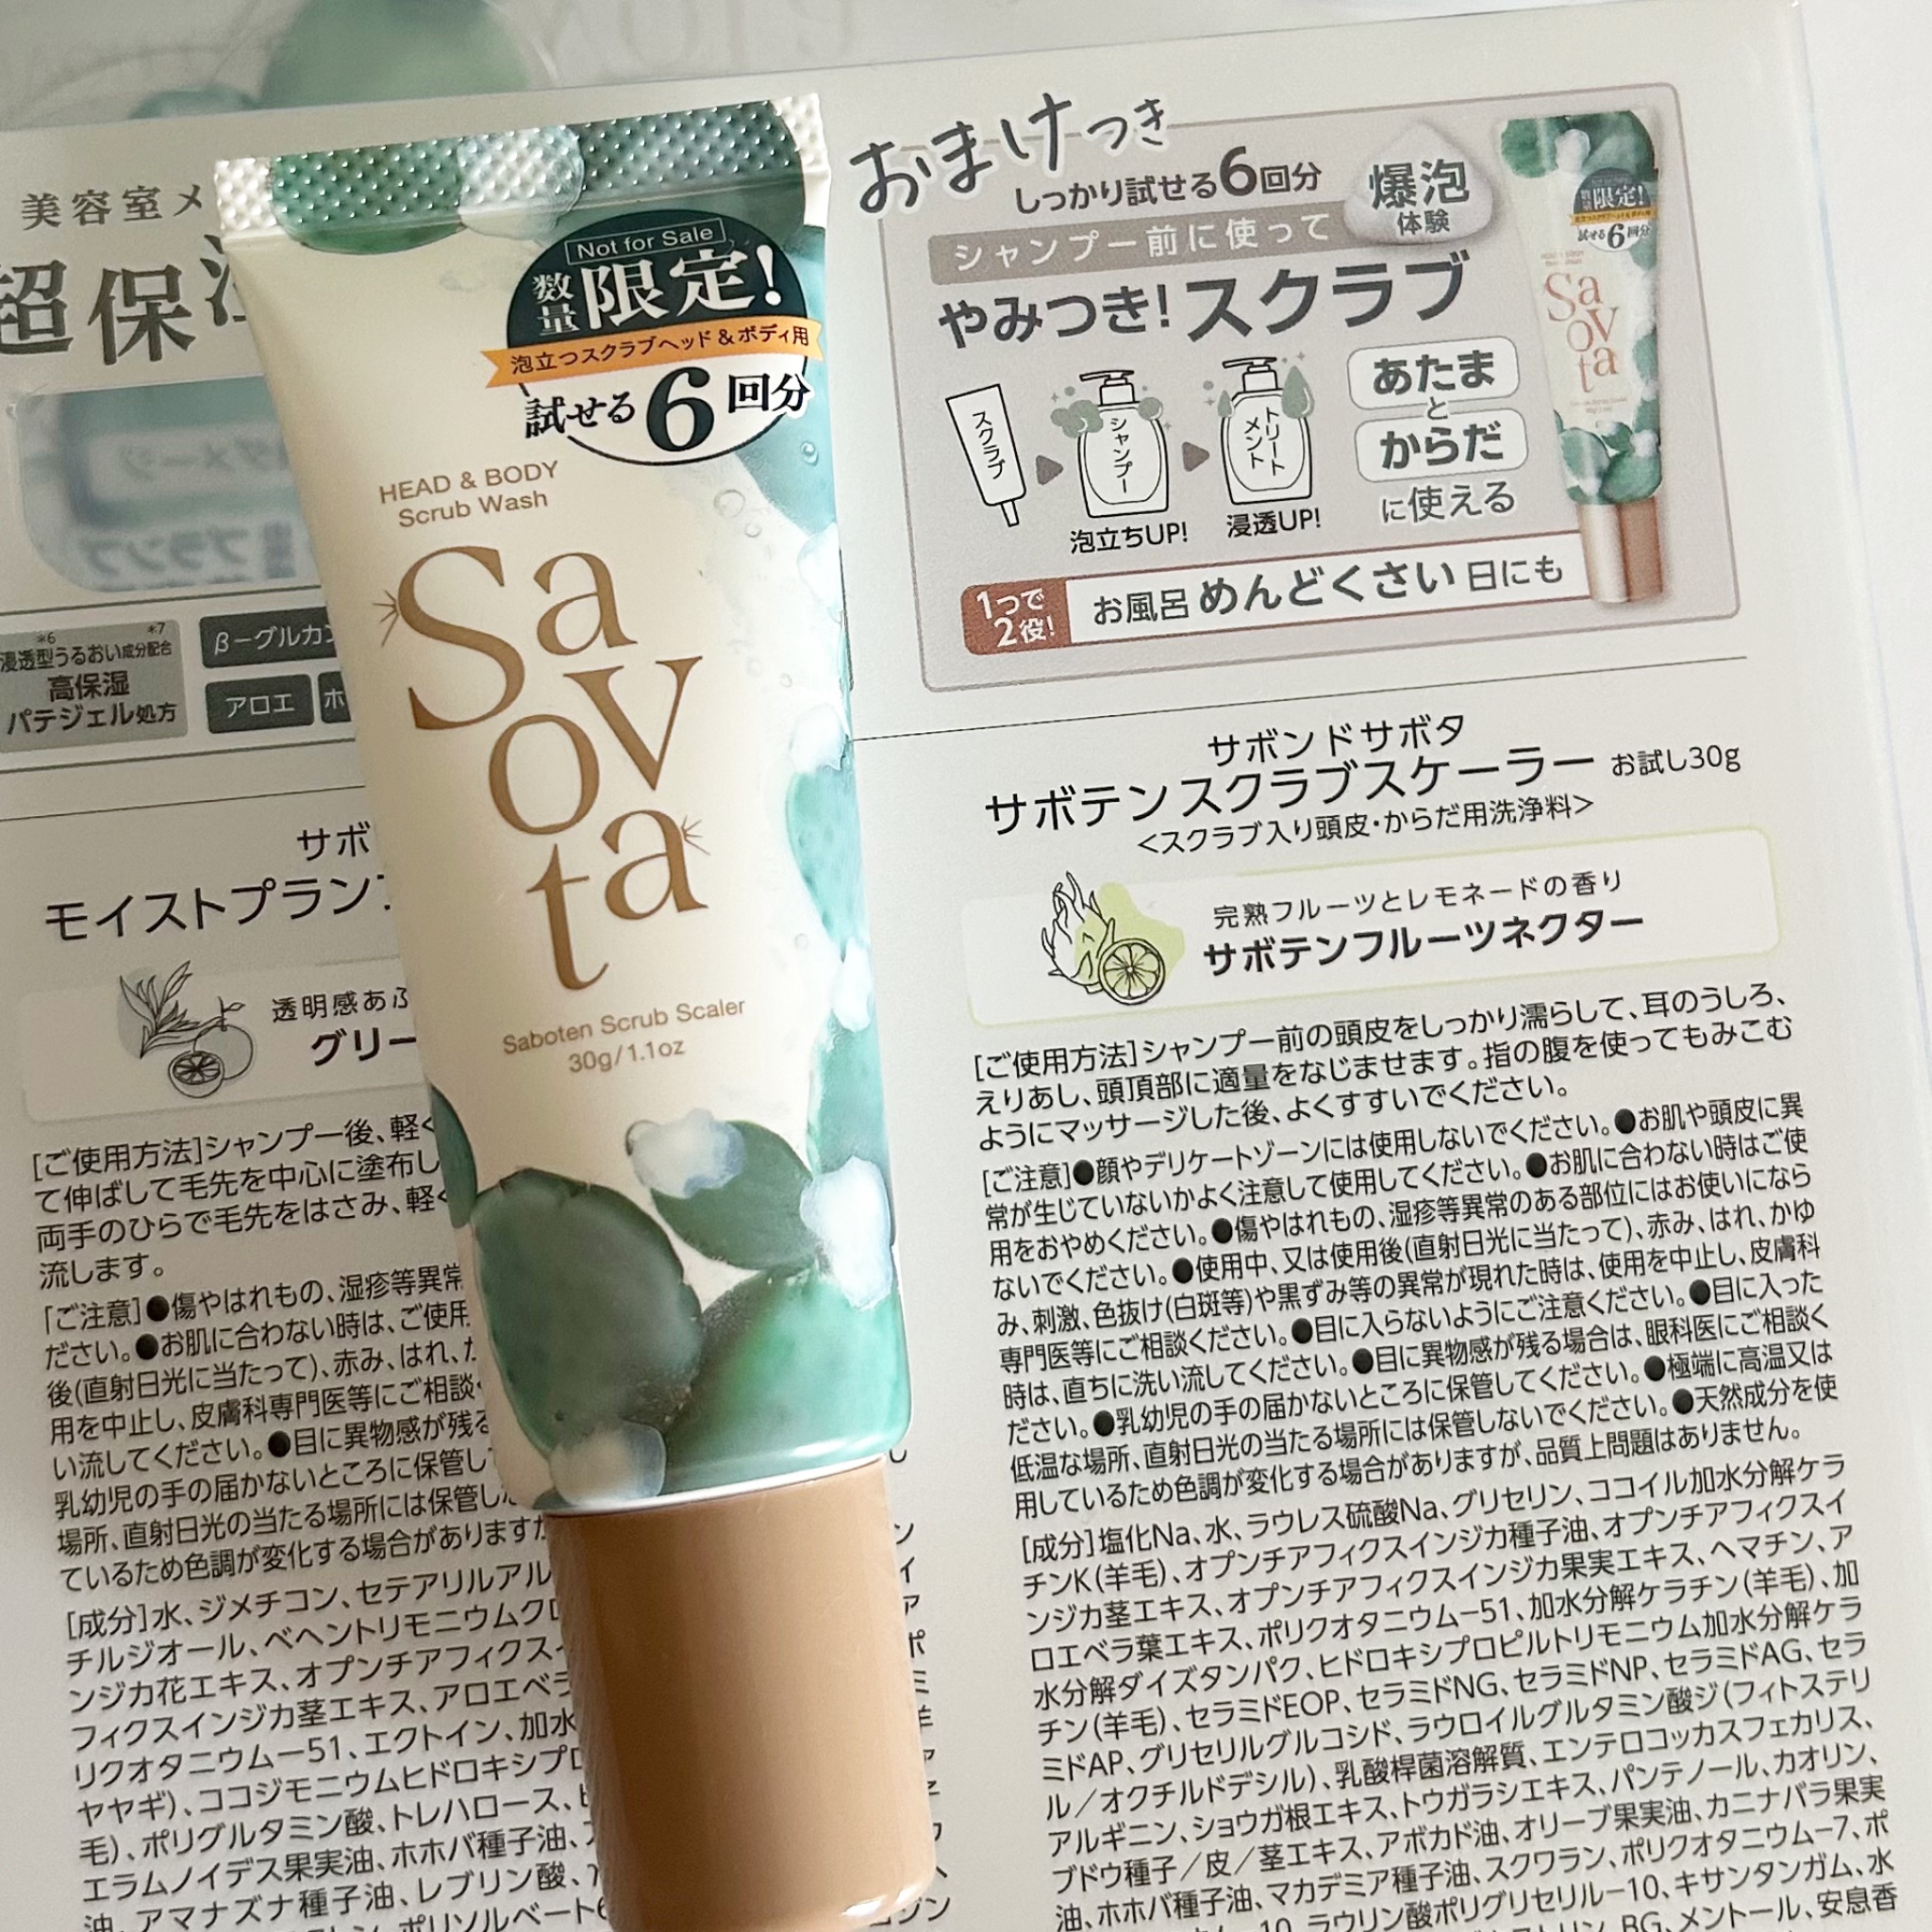 美容室メ
超保
*6
*7
浸透型うるおい成分配合
高保湿
パテジェル処方
β-グルカン
アロエ
サボ
モイストプラン
透明感あふ
グリー
[ご使用方法]シャンプー後、軽く
て伸ばして毛先を中心に塗布し
両手のひらで毛先をはさみ、軽く
流します。
[ご注意]●傷やはれもの、湿疹等異常
ださい。●お肌に合わない時は、ご使用
後(直射日光に当たって)、赤み、はれ、か
用を中止し、皮膚科専門医等にご相談く
い流してください。●目に異物感が残る
乳幼児の手の届かないところに保管し
場所、直射日光の当たる場所には保管しな
ているため色調が変化する場合がありますが
[成分]水、ジメチコン、セテアリルアル
チルジオール、ベヘントリモニウムクロ
ンジカ花エキス、オプンチアフィクスイ
フィクスインジカ茎エキス、アロエベラ
リクオタニウムー51、エクトイン、加水
ヤヤギ)、ココジモニウムヒドロキシプロ
毛)、ポリグルタミン酸、トレハロース、ヒ
エラムノイデス果実油、ホホバ種子油、
油、アマナズナ種子油、レブリン酸、
Not for Sale
数量限定!
泡立つスクラブヘッド&ボディ用
試せる6回分
HEAD & BODY
Scrub Wash
Sa
ov
ta
Saboten Scrub Scaler
30g/1.1oz
おまけつき
しっかり試せる6回分
爆泡
体験
シャンプー前に使って
やみつき!スクラブ
スクラブ
シャンプー
トリートメント
泡立ちUP!
浸透UP!
あたま
と
からだ
に使える
1つで
2役!
お風呂めんどくさい日にも
数量限定!
試せる6回分
Sa
ov
ta
サボンドサボタ
サボテンスクラブスケーラー お試し30g
<スクラブ入り頭皮・からだ用洗浄料>
完熟フルーツとレモネードの香り
サボテンフルーツネクター
[ご使用方法]シャンプー前の頭皮をしっかり濡らして、耳のうしろ、
えりあし、頭頂部に適量をなじませます。指の腹を使ってもみこむ
ようにマッサージした後、よくすすいでください。
[ご注意]●顔やデリケートゾーンには使用しないでください。●お肌や頭皮に異
常が生じていないかよく注意して使用してください。●お肌に合わない時はご使
用をおやめください。●傷やはれもの、湿疹等異常のある部位にはお使いになら
ないでください。●使用中、又は使用後(直射日光に当たって)、赤み、はれ、かゆ
み、刺激、色抜け(白斑等)や黒ずみ等の異常が現れた時は、使用を中止し、皮膚科
専門医等にご相談ください。●目に入らないようにご注意ください。●目に入った
時は、直ちに洗い流してください。●目に異物感が残る場合は、眼科医にご相談く
ださい。●乳幼児の手の届かないところに保管してください。●極端に高温又は
低温な場所、直射日光の当たる場所には保管しないでください。●天然成分を使
用しているため色調が変化する場合がありますが、品質上問題はありません。
[成分]塩化Na、水、ラウレス硫酸Na、グリセリン、ココイル加水分解ケラ
チンK(羊毛)、オプンチアフィクスインジカ種子油、オプンチアフィクスイ
ンジカ茎エキス、オプンチアフィクスインジカ果実エキス、ヘマチン、ア
ロエベラ葉エキス、ポリクオタニウムー51、加水分解ケラチン(羊毛)、加
水分解ダイズタンパク、ヒドロキシプロピルトリモニウム加水分解ケラ
チン(羊毛)、セラミドEOP、セラミドNG、セラミドNP、セラミドAG、セラ
ミドAP、グリセリルグルコシド、ラウロイルグルタミン酸ジ(フィトステリ
ル/オクチルドデシル)、乳酸桿菌溶解質、エンテロコッカスフェカリス、
アルギニン、ショウガ根エキス、トウガラシエキス、パンテノール、カオリン、
ブドウ種子/皮/茎エキス、アボカド油、オリーブ果実油、カニナバラ果実
油、ホホバ種子油、マカデミア種子油、スクワラン、ポリクオタニウムー7、ポ
ー10、ラウリン酸ポリグリセリルー10、キサンタンガム、水
BG、メントール、安息香